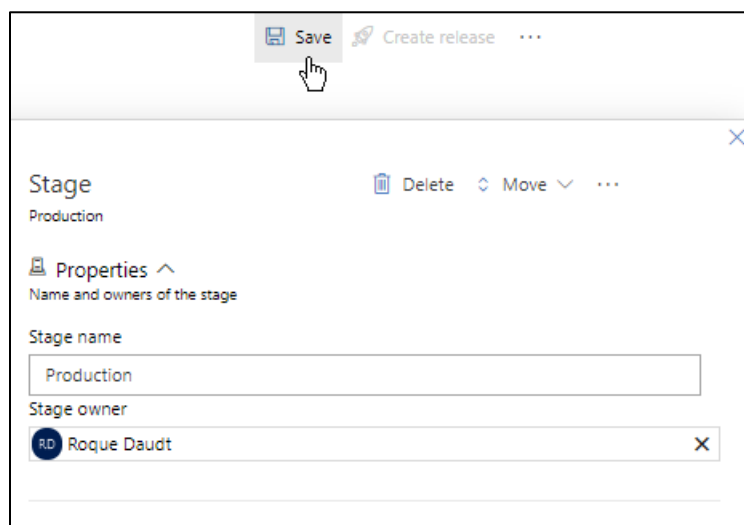 Save Create release ...
Stage
Delete Move ...
Production
Properties
Name and owners of the stage
Stage name
Production
Stage owner
RD Roque Daudt